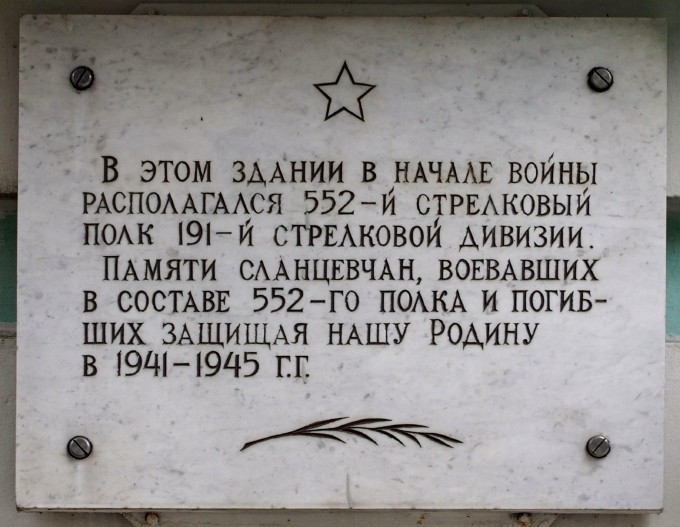 В ЭТОМ ЗДАНИИ В НАЧАЛЕ ВОЙНЫ
РАСПОЛАГАЛСЯ 552-Й СТРЕЛКОВЫЙ
ПОЛК 191-Й СТРЕЛКОВОЙ ДИВИЗИИ.
ПАМЯТИ СЛАНЦЕВЧАН, ВОЕВАВШИХ
В СОСТАВЕ 552-ГО ПОЛКА И ПОГИБ-
ШИХ ЗАЩИЩАЯ НАШУ РОДИНУ
В 1941-1945 Г.Г.